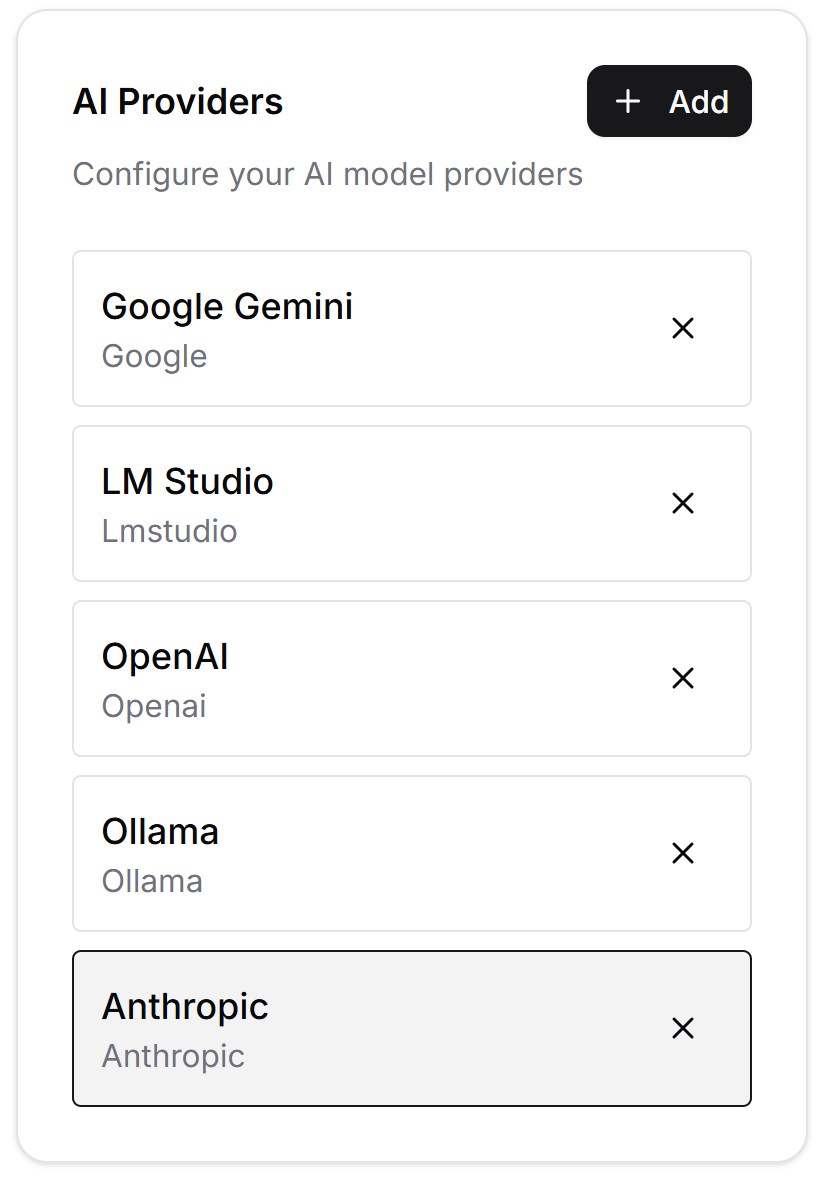 AI Providers
+ Add
Configure your AI model providers
Google Gemini
Google
LM Studio
Lmstudio
OpenAI
Openai
Ollama
Ollama
Anthropic
Anthropic